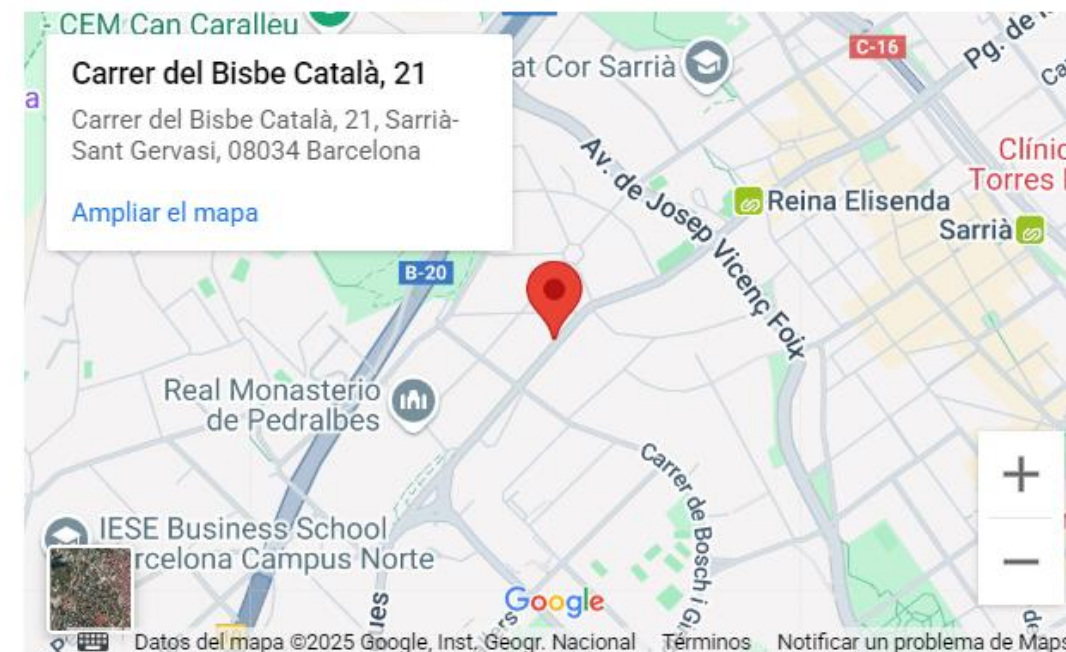 CEM Can Caralleu
Carrer del Bisbe Català, 21
Carrer del Bisbe Català, 21, Sarrià-
Sant Gervasi, 08034 Barcelona
Ampliar el mapa
at Cor Sarrià
C-16
Pg. de
a
Clínic
Torres
Av. de Josep Vicenç Foix
Reina Elisenda
Sarrià
B-20
Real Monasterio
de Pedralbes
Carrer de Bosch i G
+
IESE Business School
rcelona Campus Norte
−
Google
ues
Datos del mapa ©2025 Google, Inst. Geogr. Nacional
Términos
Notificar un problema de Maps